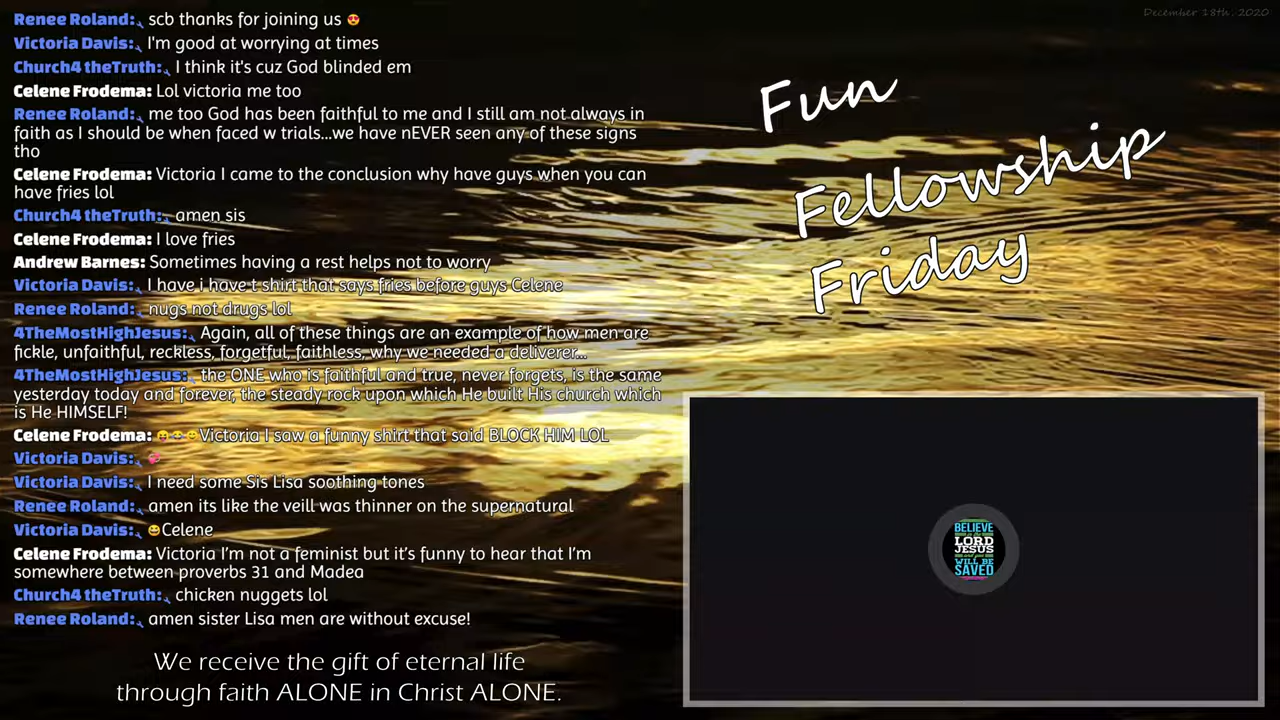 Renee Roland: scb thanks for joining us 😍
Victoria Davis: I'm good at worrying at times
Church4 theTruth: I think it's cuz God blinded em
Celene Frodema: Lol victoria me too
Renee Roland: me too God has been faithful to me and I still am not always in
faith as I should be when faced w trials...we have nEVER seen any of these signs
tho
Celene Frodema: Victoria I came to the conclusion why have guys when you can
have fries lol
Church4 theTruth: amen sis
Celene Frodema: I love fries
Andrew Barnes: Sometimes having a rest helps not to worry
Victoria Davis: I have i have t shirt that says fries before guys Celene
Renee Roland: nugs not drugs lol
4TheMostHighJesus: Again, all of these things are an example of how men are
fickle, unfaithful, reckless, forgetful, faithless, why we needed a deliverer...
4TheMostHighJesus: the ONE who is faithful and true, never forgets, is the same
yesterday today and forever, the steady rock upon which He built His church which
is He HIMSELF!
Celene Frodema: 😝😂😊Victoria I saw a funny shirt that said BLOCK HIM LOL
Victoria Davis: 💞
Victoria Davis: I need some Sis Lisa soothing tones
Renee Roland: amen its like the veill was thinner on the supernatural
Victoria Davis: 😄Celene
Celene Frodema: Victoria I'm not a feminist but it's funny to hear that I'm
somewhere between proverbs 31 and Madea
Church4 theTruth: chicken nuggets lol
Renee Roland: amen sister Lisa men are without excuse!
We receive the gift of eternal life
through faith ALONE in Christ ALONE.
December 18th, 2020
Fun
Fellowship
Friday
BELIEVE
LORD
JESUS
WILL BE
SAVED